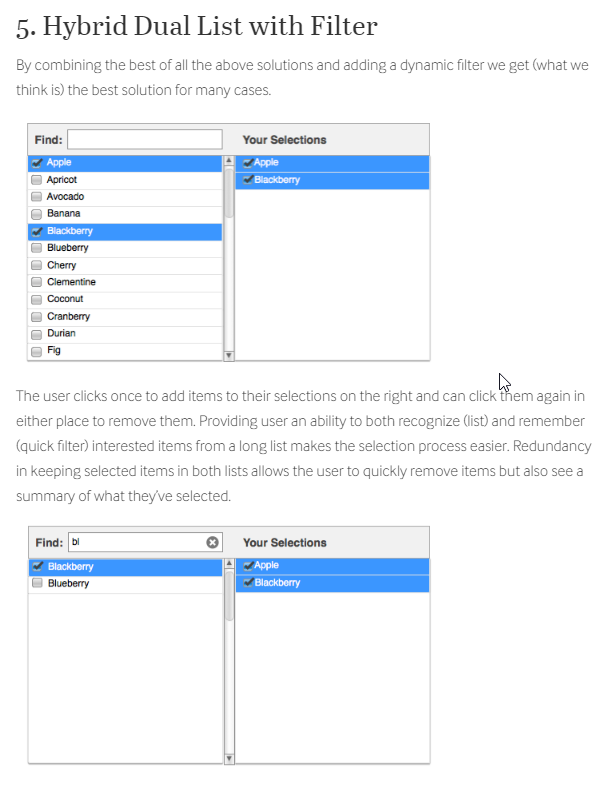 5. Hybrid Dual List with Filter
By combining the best of all the above solutions and adding a dynamic filter we get (what we
think is) the best solution for many cases.
Find:
Your Selections
Apple
Apricot
Avocado
Banana
Blackberry
Blueberry
Cherry
Clementine
Coconut
Cranberry
Durian
Fig
Apple
Blackberry
The user clicks once to add items to their selections on the right and can click them again in
either place to remove them. Providing user an ability to both recognize (list) and remember
(quick filter) interested items from a long list makes the selection process easier. Redundancy
in keeping selected items in both lists allows the user to quickly remove items but also see a
summary of what they've selected.
Find: bl
Your Selections
Blackberry
Blueberry
Apple
Blackberry